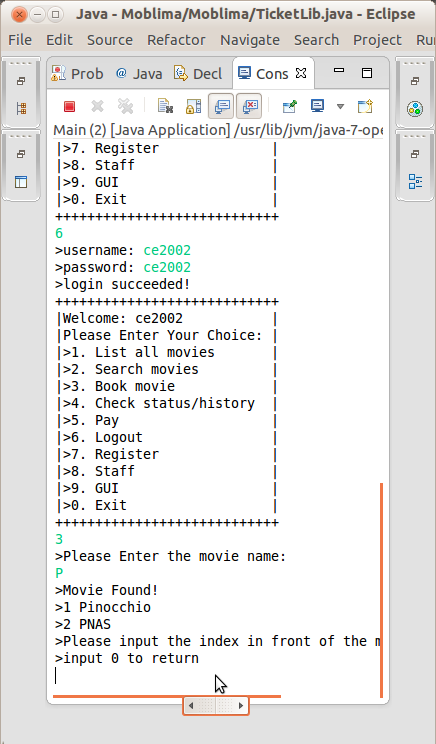 Java - Moblima/Moblima/TicketLib.java - Eclipse
File Edit Source Refactor Navigate Search Project Run
Prob @ Java Decl Cons
Main (2) [Java Application] /usr/lib/jvm/java-7-ope
|>7. Register |
|>8. Staff |
|>9. GUI |
|>0. Exit |
++++++++++++++++++++++++++++
6
>username: ce2002
>password: ce2002
>login succeeded!
++++++++++++++++++++++++++++
|Welcome: ce2002 |
|Please Enter Your Choice: |
|>1. List all movies |
|>2. Search movies |
|>3. Book movie |
|>4. Check status/history |
|>5. Pay |
|>6. Logout |
|>7. Register |
|>8. Staff |
|>9. GUI |
|>0. Exit |
++++++++++++++++++++++++++++
3
>Please Enter the movie name:
P
>Movie Found!
>1 Pinocchio
>2 PNAS
>Please input the index in front of the m
>input 0 to return